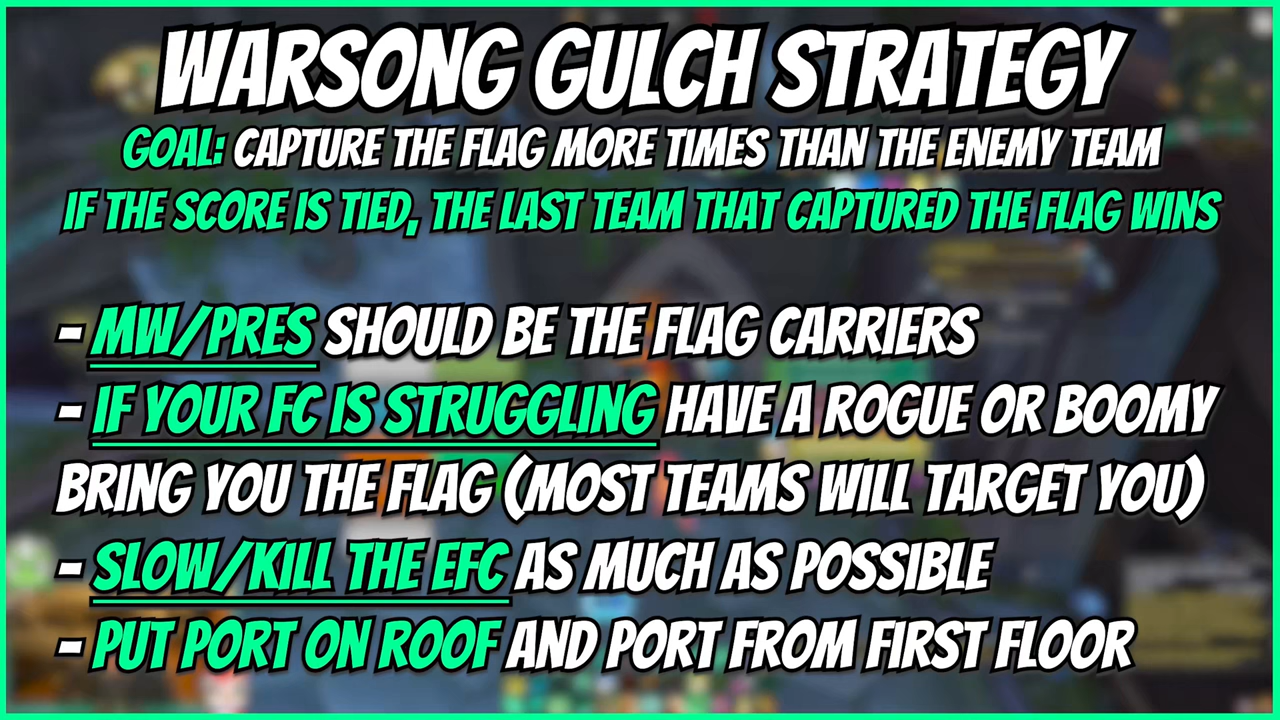 WARSONG GULCH STRATEGY
GOAL: CAPTURE THE FLAG MORE TIMES THAN THE ENEMY TEAM
IF THE SCORE IS TIED, THE LAST TEAM THAT CAPTURED THE FLAG WINS
- MW/PRES SHOULD BE THE FLAG CARRIERS
- IF YOUR FC IS STRUGGLING HAVE A ROGUE OR BOOMY
BRING YOU THE FLAG (MOST TEAMS WILL TARGET YOU)
- SLOW/KILL THE EFC AS MUCH AS POSSIBLE
- PUT PORT ON ROOF AND PORT FROM FIRST FLOOR